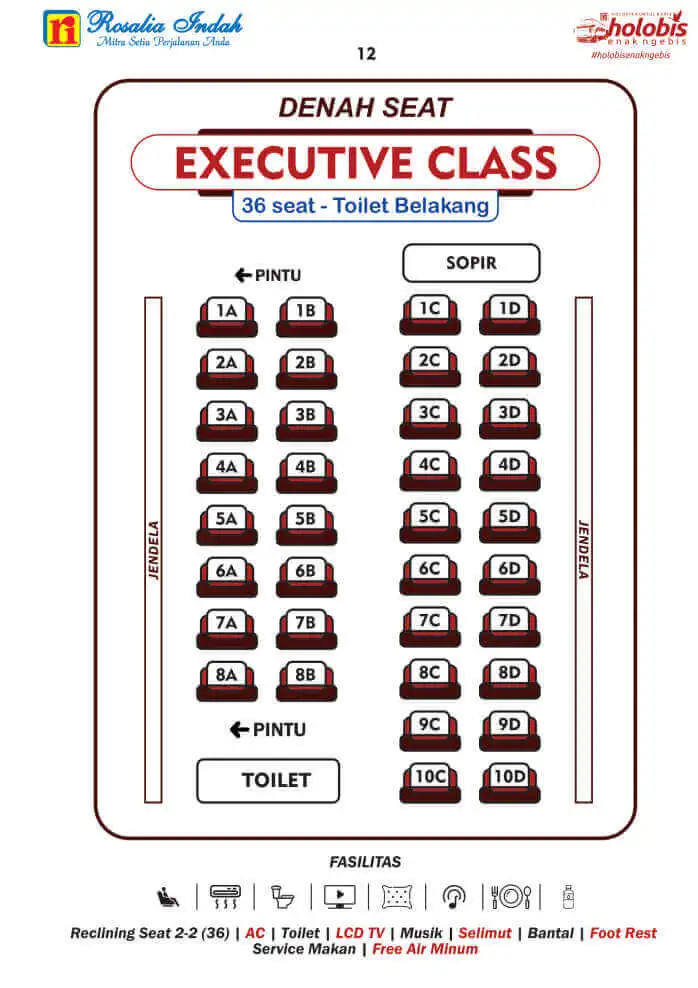 Rosalia Indah
Mitra Setia Perjalanan Anda
holobis
enak ngebis
#holobisenakngebis
12
DENAH SEAT
EXECUTIVE CLASS
36 seat - Toilet Belakang
SOPIR
PINTU
1A 1B 1C 1D
2A 2B 2C 2D
3A 3B 3C 3D
4A 4B 4C 4D
5A 5B 5C 5D
JENDELA
JENDELA
6A 6B 6C 6D
7A 7B 7C 7D
8A 8B 8C 8D
PINTU
9C 9D
TOILET
10C 10D
FASILITAS
Reclining Seat 2-2 (36) | AC | Toilet | LCD TV | Musik | Selimut | Bantal | Foot Rest
Service Makan | Free Air Minum